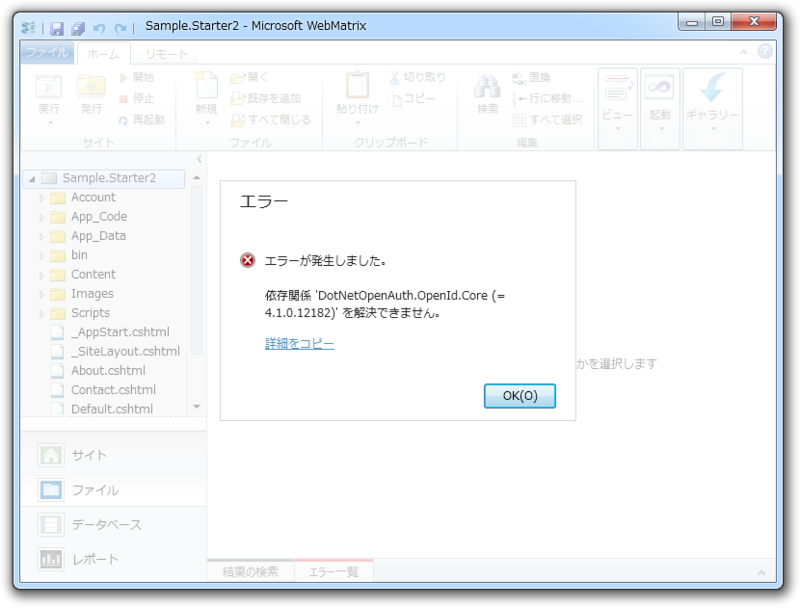 Sample.Starter2 - Microsoft WebMatrix
ファイル ホーム リモート
実行
発行
開始
停止
再起動
サイト
新規
開く
既存を追加
すべて閉じる
ファイル
貼り付け
切り取り
コピー
クリップボード
検索
置換
行に移動...
すべて選択
編集
ビュー
起動
ギャラリー
Sample.Starter2
Account
App_Code
App_Data
bin
Content
Images
Scripts
_AppStart.cshtml
_SiteLayout.cshtml
About.cshtml
Contact.cshtml
Default.cshtml
サイト
ファイル
データベース
レポート
エラー
エラーが発生しました。
依存関係 'DotNetOpenAuth.OpenId.Core (=
4.1.0.12182)' を解決できません。
詳細をコピー
OK(O)
かを選択します
結果の検索 エラー一覧